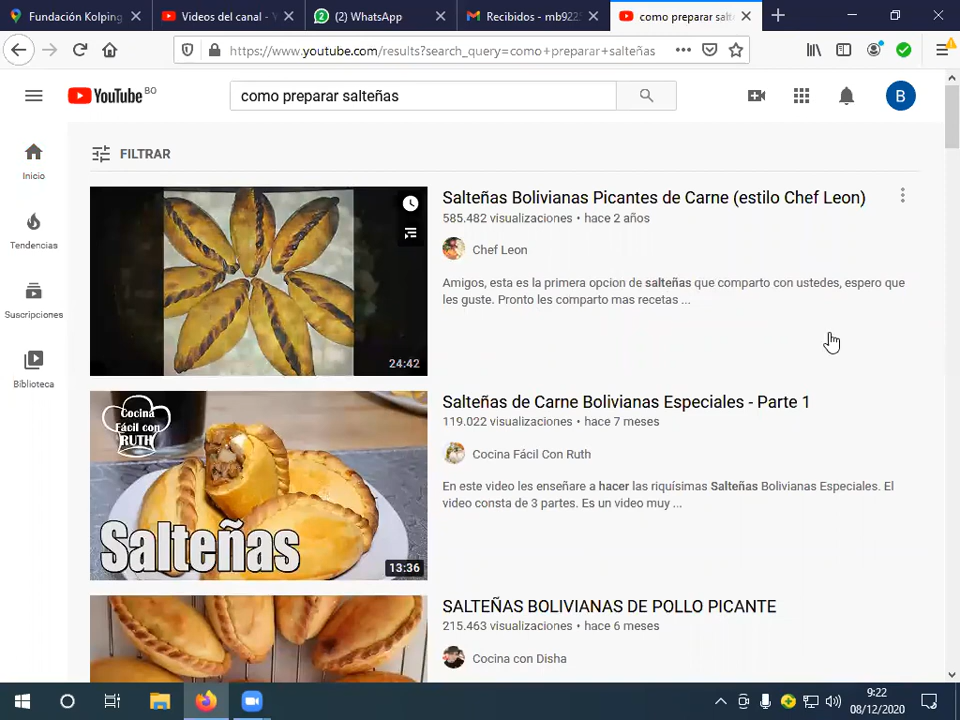 Fundación Kolping
Videos del canal - Y
(2) WhatsApp
Recibidos - mb922
como preparar salt
https://www.youtube.com/results?search_query=como+preparar+salteñas
YouTube BO
como preparar salteñas
B
Inicio
Tendencias
Suscripciones
Biblioteca
FILTRAR
24:42
Salteñas Bolivianas Picantes de Carne (estilo Chef Leon)
585.482 visualizaciones • hace 2 años
Chef Leon
Amigos, esta es la primera opcion de salteñas que comparto con ustedes, espero que
les guste. Pronto les comparto mas recetas ...
Cocina
Fácil con
RUTH
Salteñas
13:36
Salteñas de Carne Bolivianas Especiales - Parte 1
119.022 visualizaciones • hace 7 meses
Cocina Fácil Con Ruth
En este video les enseñare a hacer las riquísimas Salteñas Bolivianas Especiales. El
video consta de 3 partes. Es un video muy ...
SALTEÑAS BOLIVIANAS DE POLLO PICANTE
215.463 visualizaciones • hace 6 meses
Cocina con Disha
9:22
08/12/2020